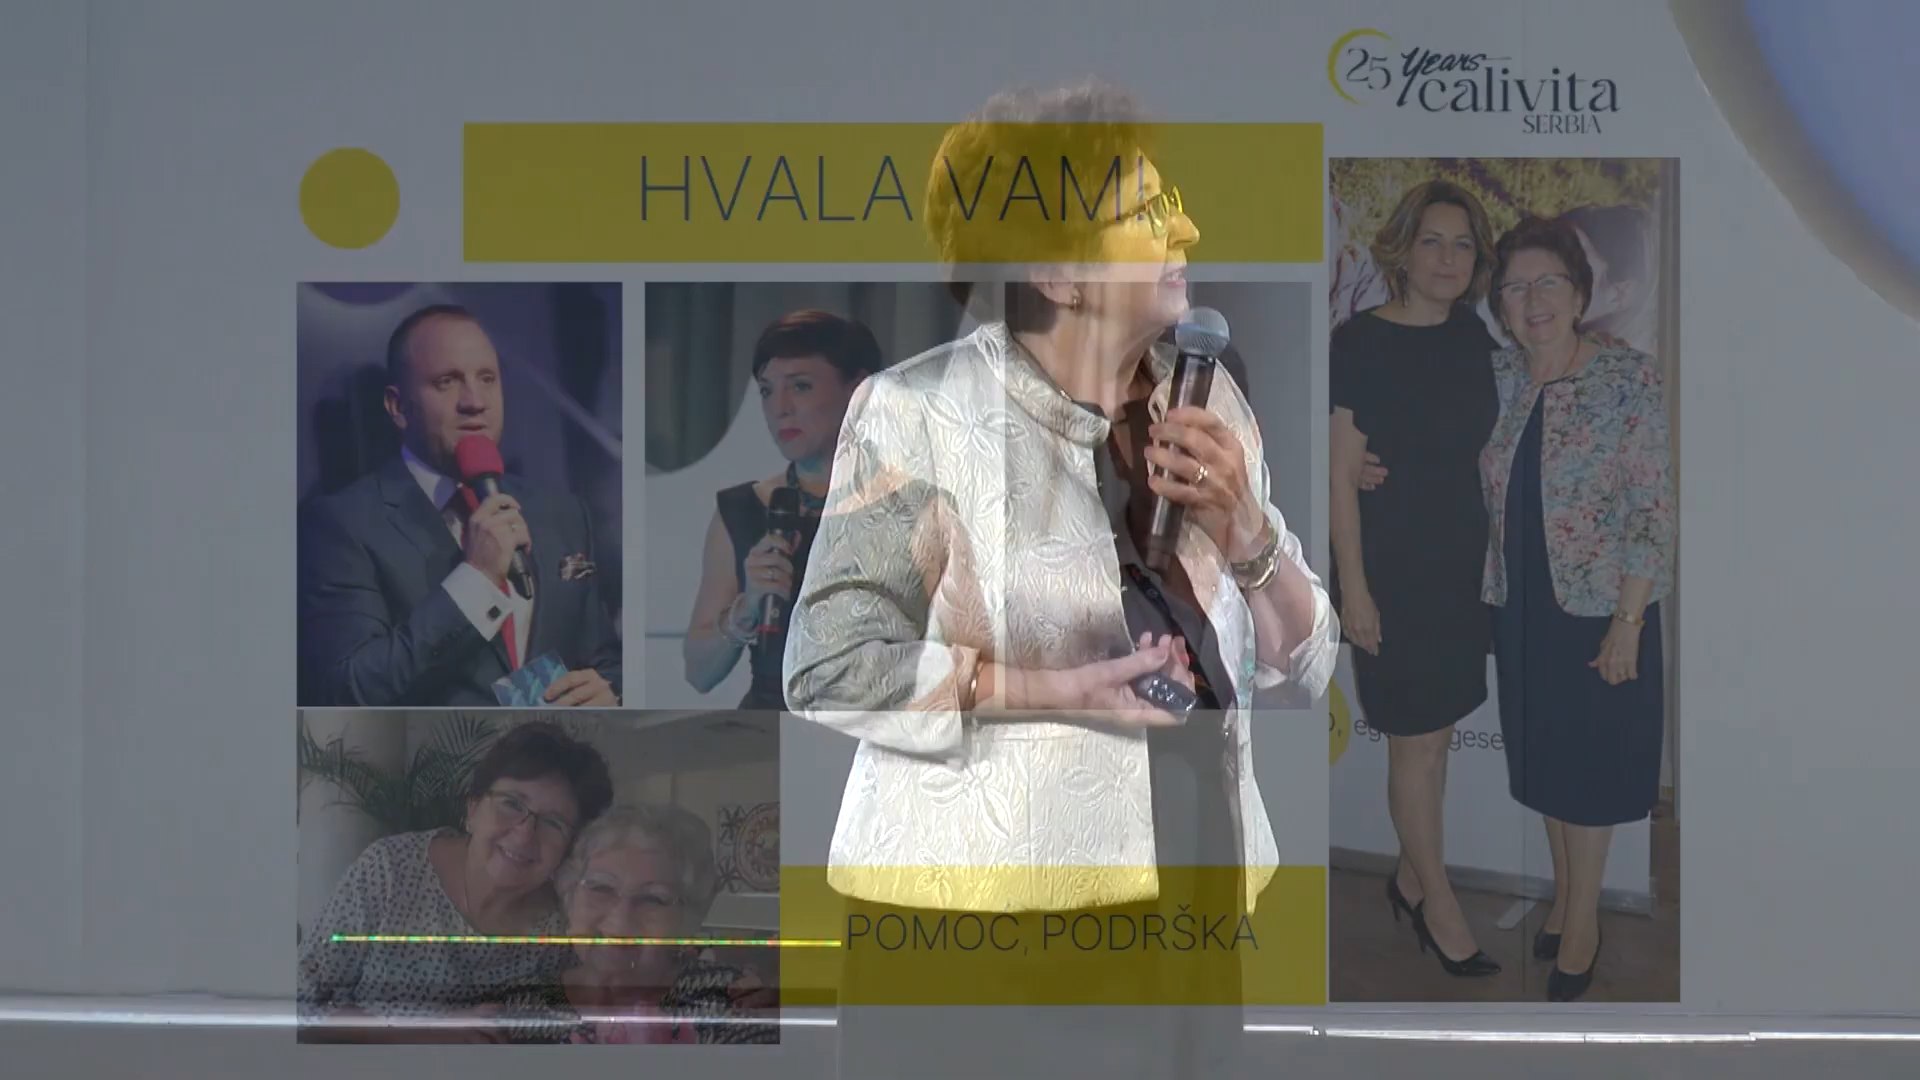 25 years
calivita
SERBIA
HVALA VAM!
POMOC, PODRŠKA